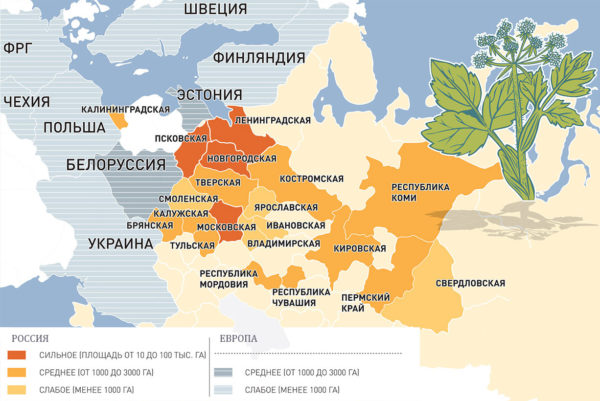 ШВЕЦИЯ
ФРГ
ФИНЛЯНДИЯ
ЧЕХИЯ
ЭСТОНИЯ
КАЛИНИНГРАДСКАЯ
ЛЕНИНГРАДСКАЯ
ПОЛЬША
ПСКОВСКАЯ
БЕЛОРУССИЯ
НОВГОРОДСКАЯ
ТВЕРСКАЯ
КОСТРОМСКАЯ
РЕСПУБЛИКА
КОМИ
СМОЛЕНСКАЯ
КАЛУЖСКАЯ
ЯРОСЛАВСКАЯ
БРЯНСКАЯ
МОСКОВСКАЯ
ИВАНОВСКАЯ
УКРАИНА
ТУЛЬСКАЯ
ВЛАДИМИРСКАЯ
КИРОВСКАЯ
РЕСПУБЛИКА
МОРДОВИЯ
РЕСПУБЛИКА
ЧУВАШИЯ
ПЕРМСКИЙ
КРАЙ
СВЕРДЛОВСКАЯ
РОССИЯ
СИЛЬНОЕ (ПЛОЩАДЬ ОТ 10 ДО 100 ТЫС. ГА)
СРЕДНЕЕ (ОТ 1000 ДО 3000 ГА)
СЛАБОЕ (МЕНЕЕ 1000 ГА)
ЕВРОПА
СРЕДНЕЕ (ОТ 1000 ДО 3000 ГА)
СЛАБОЕ (МЕНЕЕ 1000 ГА)